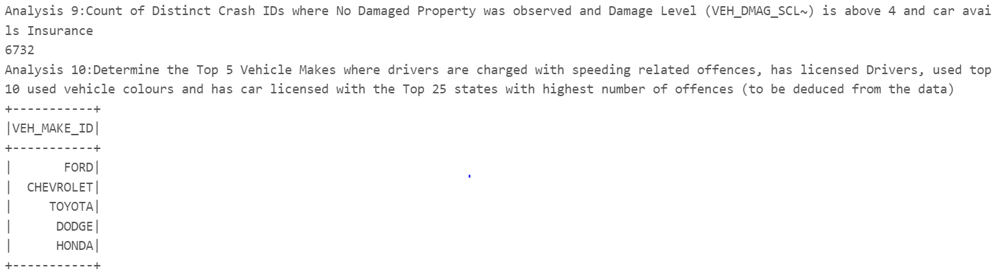 Analysis 9:Count of Distinct Crash IDs where No Damaged Property was observed and Damage Level (VEH_DMAG_SCL~) is above 4 and car avai
ls Insurance
6732
Analysis 10:Determine the Top 5 Vehicle Makes where drivers are charged with speeding related offences, has licensed Drivers, used top
10 used vehicle colours and has car licensed with the Top 25 states with highest number of offences (to be deduced from the data)
+-----------+
|VEH_MAKE_ID|
+-----------+
|       FORD|
|  CHEVROLET|
|     TOYOTA|
|      DODGE|
|      HONDA|
+-----------+